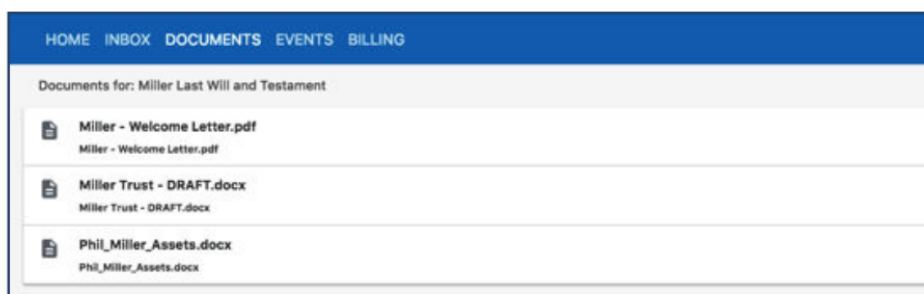 HOME INBOX DOCUMENTS EVENTS BILLING
Documents for: Miller Last Will and Testament
Miller - Welcome Letter.pdf
Miller - Welcome Letter.pdf
Miller Trust - DRAFT.docx
Miller Trust - DRAFT.docx
Phil_Miller_Assets.docx
Phil_Miller_Assets.docx